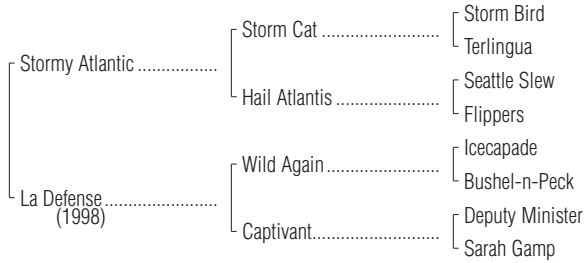 Storm Bird
Storm Cat ........................
Terlingua
Stormy Atlantic ................
Seattle Slew
Hail Atlantis .....................
Flippers
Icecapade
Wild Again .......................
Bushel-n-Peck
La Defense ......................
(1998)
Deputy Minister
Captivant..........................
Sarah Gamp